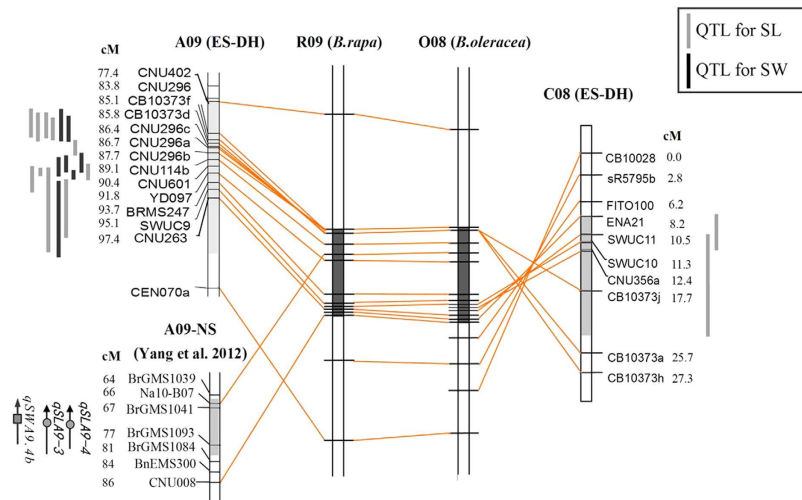 QTL for SL
QTL for SW
A09 (ES-DH)
R09 (B.rapa)
O08 (B.oleracea)
C08 (ES-DH)
cM
77.4 CNU402
83.8 CNU296
85.1 CB10373f
85.8 CB10373d
86.4 CNU296c
86.7 CNU296a
87.7 CNU296b
89.1 CNU114b
90.4 CNU601
91.8 YD097
93.7 BRMS247
95.1 SWUC9
97.4 CNU263
CEN070a
cM
CB10028 0.0
sR5795b 2.8
FITO100 6.2
ENA21 8.2
SWUC11 10.5
SWUC10 11.3
CNU356a 12.4
CB10373j 17.7
CB10373a 25.7
CB10373h 27.3
A09-NS
(Yang et al. 2012)
cM
64 BrGMS1039
66 Na10-B07
67 BrGMS1041
77 BrGMS1093
81 BrGMS1084
84 BnEMS300
86 CNU008
qSWA9.4b
qSLA9-3
qSLA9-4